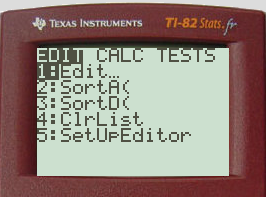 TEXAS INSTRUMENTS TI-82 Stats.fr
EDIT CALC TESTS
1:Edit…
2:SortA(
3:SortD(
4:ClrList
5:SetUpEditor